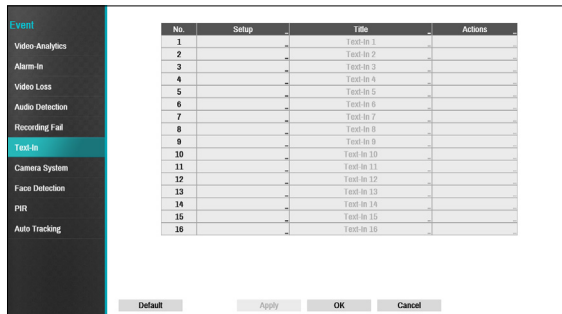 Event
Video-Analytics
Alarm-In
Video Loss
Audio Detection
Recording Fail
Text-In
Camera System
Face Detection
PIR
Auto Tracking
No. Setup ... Title ... Actions ...
1 ... Text-In 1 ... ...
2 ... Text-In 2 ... ...
3 ... Text-In 3 ... ...
4 ... Text-In 4 ... ...
5 ... Text-In 5 ... ...
6 ... Text-In 6 ... ...
7 ... Text-In 7 ... ...
8 ... Text-In 8 ... ...
9 ... Text-In 9 ... ...
10 ... Text-In 10 ... ...
11 ... Text-In 11 ... ...
12 ... Text-In 12 ... ...
13 ... Text-In 13 ... ...
14 ... Text-In 14 ... ...
15 ... Text-In 15 ... ...
16 ... Text-In 16 ... ...
Default Apply OK Cancel